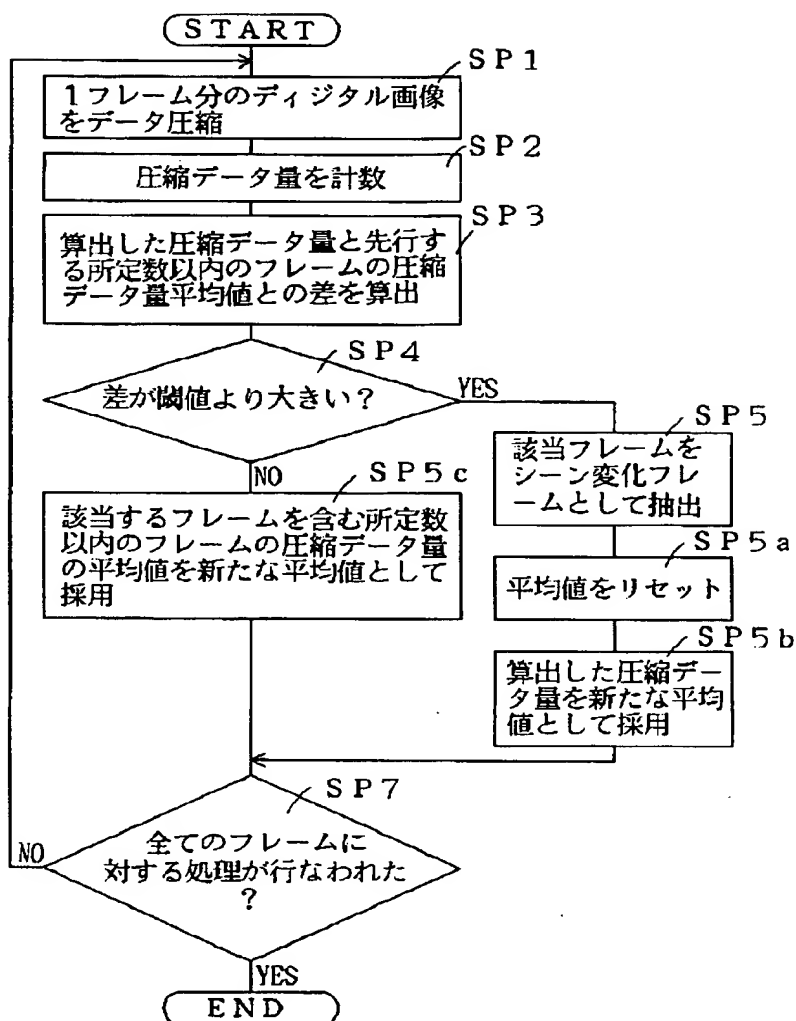 START
SP1
1フレーム分のディジタル画像
をデータ圧縮
SP2
圧縮データ量を計数
SP3
算出した圧縮データ量と先行す
る所定数以内のフレームの圧縮
データ量平均値との差を算出
SP4
差が閾値より大きい?
YES
NO
SP5
該当フレームを
シーン変化フレ
ームとして抽出
SP5a
平均値をリセット
SP5b
算出した圧縮デー
タ量を新たな平均
値として採用
SP5c
該当するフレームを含む所定数
以内のフレームの圧縮データ量
の平均値を新たな平均値として
採用
SP7
全てのフレームに
対する処理が行なわれた
?
NO
YES
END